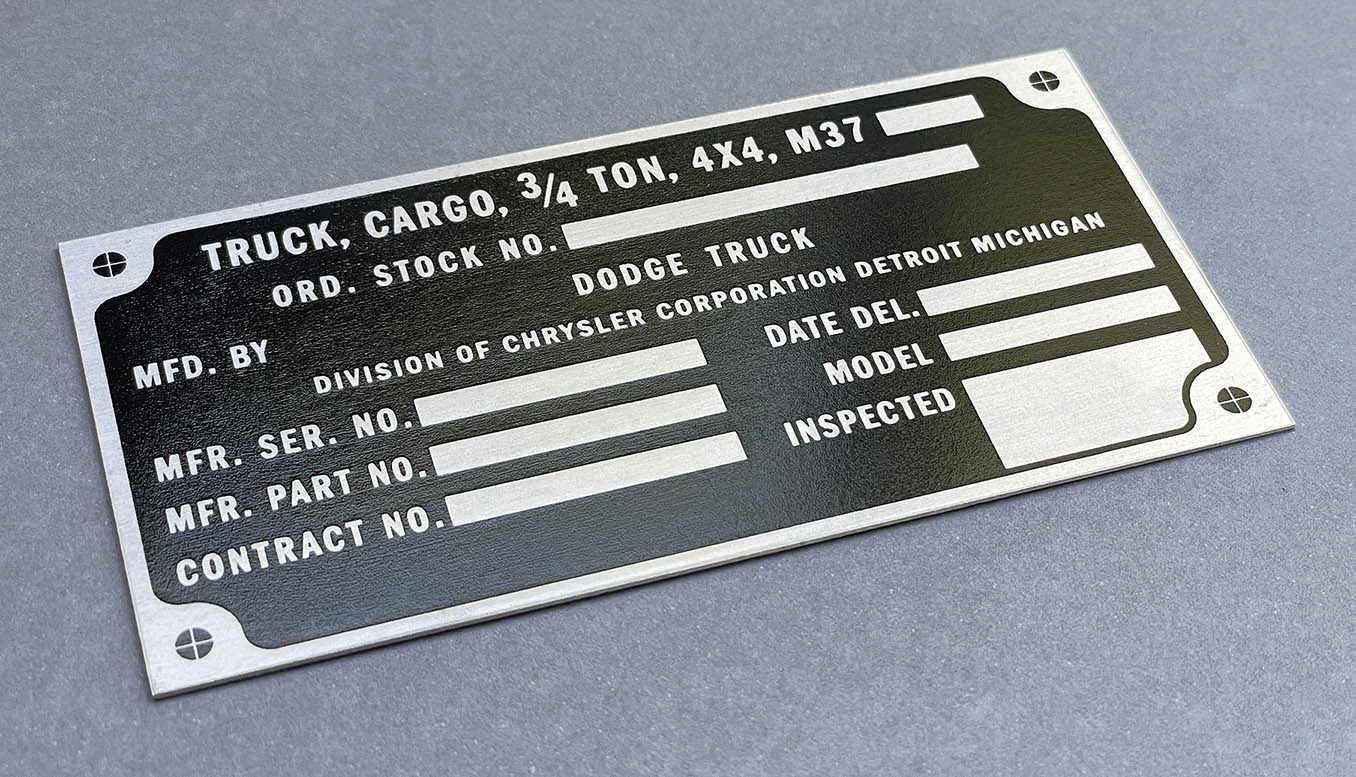 TRUCK, CARGO, 3/4 TON, 4X4, M37
ORD. STOCK NO.
MFD. BY
DODGE TRUCK
DIVISION OF CHRYSLER CORPORATION DETROIT MICHIGAN
MFR. SER. NO.
DATE DEL.
MFR. PART NO.
MODEL
CONTRACT NO.
INSPECTED